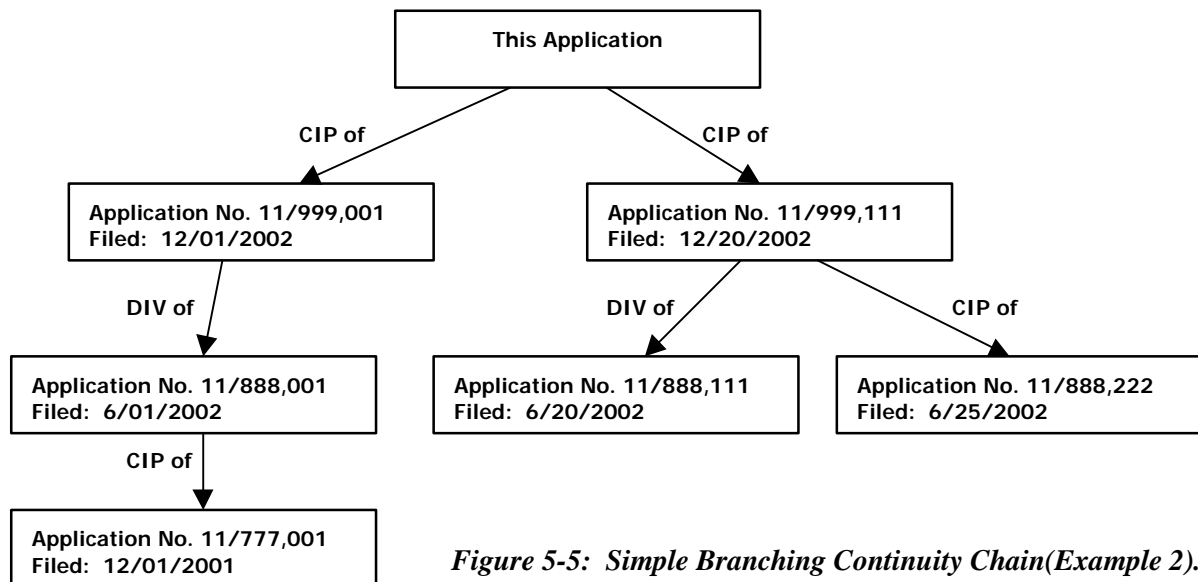 This Application
CIP of
CIP of
Application No. 11/999,001
Filed: 12/01/2002
Application No. 11/999,111
Filed: 12/20/2002
DIV of
DIV of
CIP of
Application No. 11/888,001
Filed: 6/01/2002
Application No. 11/888,111
Filed: 6/20/2002
Application No. 11/888,222
Filed: 6/25/2002
CIP of
Application No. 11/777,001
Filed: 12/01/2001
Figure 5-5: Simple Branching Continuity Chain(Example 2).